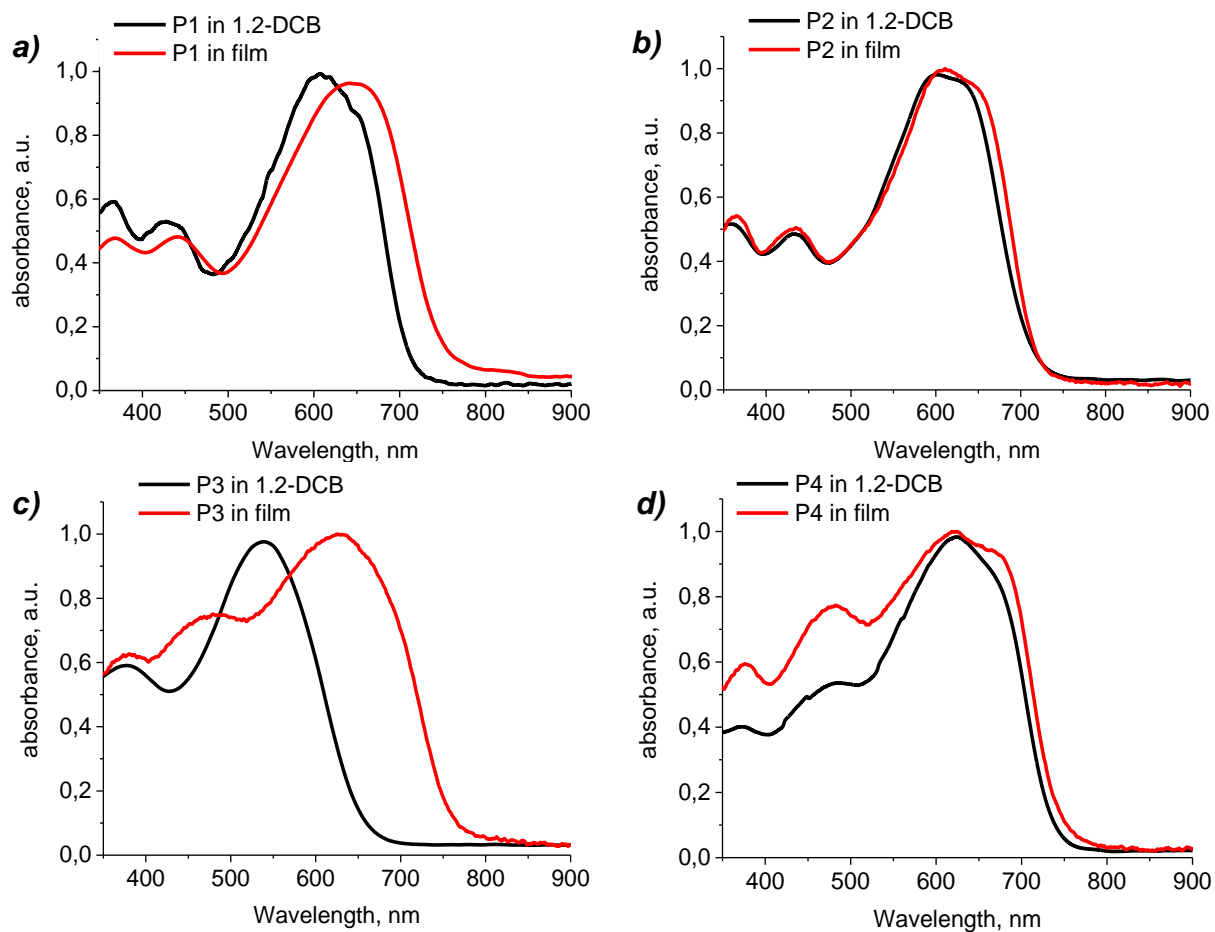 a)
P1 in 1.2-DCB
P1 in film
1,0
0,8
0,6
0,4
0,2
0,0
absorbance, a.u.
400 500 600 700 800 900
Wavelength, nm
b)
P2 in 1.2-DCB
P2 in film
1,0
0,8
0,6
0,4
0,2
0,0
absorbance, a.u.
400 500 600 700 800 900
Wavelength, nm
c)
P3 in 1.2-DCB
P3 in film
1,0
0,8
0,6
0,4
0,2
0,0
absorbance, a.u.
400 500 600 700 800 900
Wavelength, nm
d)
P4 in 1.2-DCB
P4 in film
1,0
0,8
0,6
0,4
0,2
0,0
absorbance, a.u.
400 500 600 700 800 900
Wavelength, nm